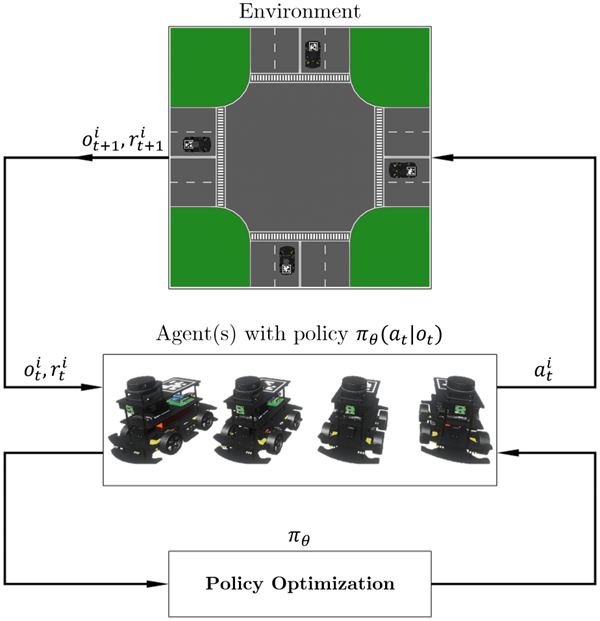 Environment
o^i_{t+1}, r^i_{t+1}
Agent(s) with policy π_θ(a_t|o_t)
o^i_t, r^i_t
a^i_t
π_θ
Policy Optimization